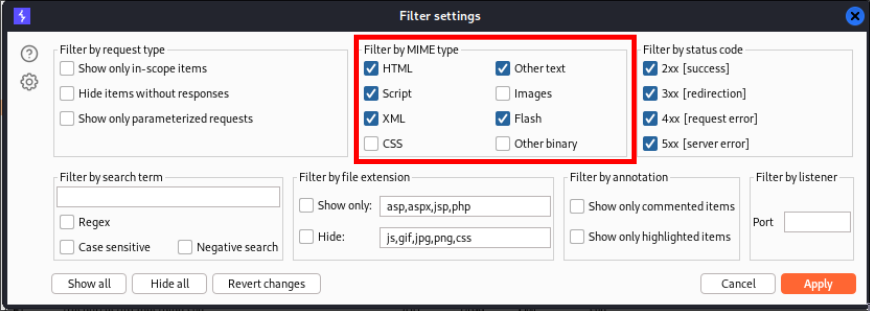 Filter settings
Filter by request type
Show only in-scope items
Hide items without responses
Show only parameterized requests
Filter by MIME type
HTML
Other text
Script
Images
XML
Flash
CSS
Other binary
Filter by status code
2xx [success]
3xx [redirection]
4xx [request error]
5xx [server error]
Filter by search term
Regex
Case sensitive
Negative search
Filter by file extension
Show only: asp,aspx,jsp,php
Hide: js,gif,jpg,png,css
Filter by annotation
Show only commented items
Show only highlighted items
Filter by listener
Port
Show all
Hide all
Revert changes
Cancel
Apply